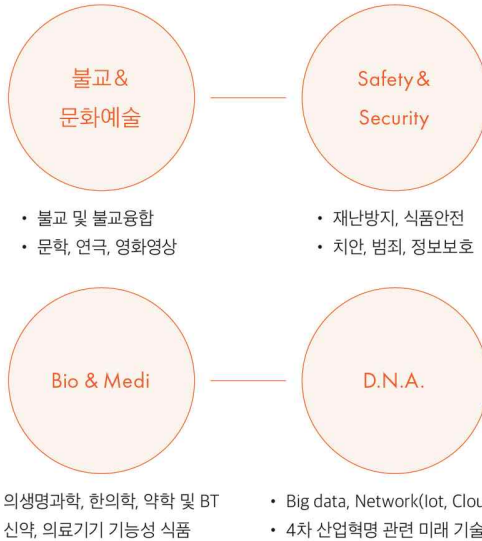 불교&
문화예술
Safety &
Security
• 불교 및 불교융합
• 문학, 연극, 영화영상
• 재난방지, 식품안전
• 치안, 범죄, 정보보호
Bio & Medi
D.N.A.
의생명과학, 한의학, 약학 및 BT
신약, 의료기기 기능성 식품
• Big data, Network(Iot,
• 4차 산업혁명 관련 미래 기술